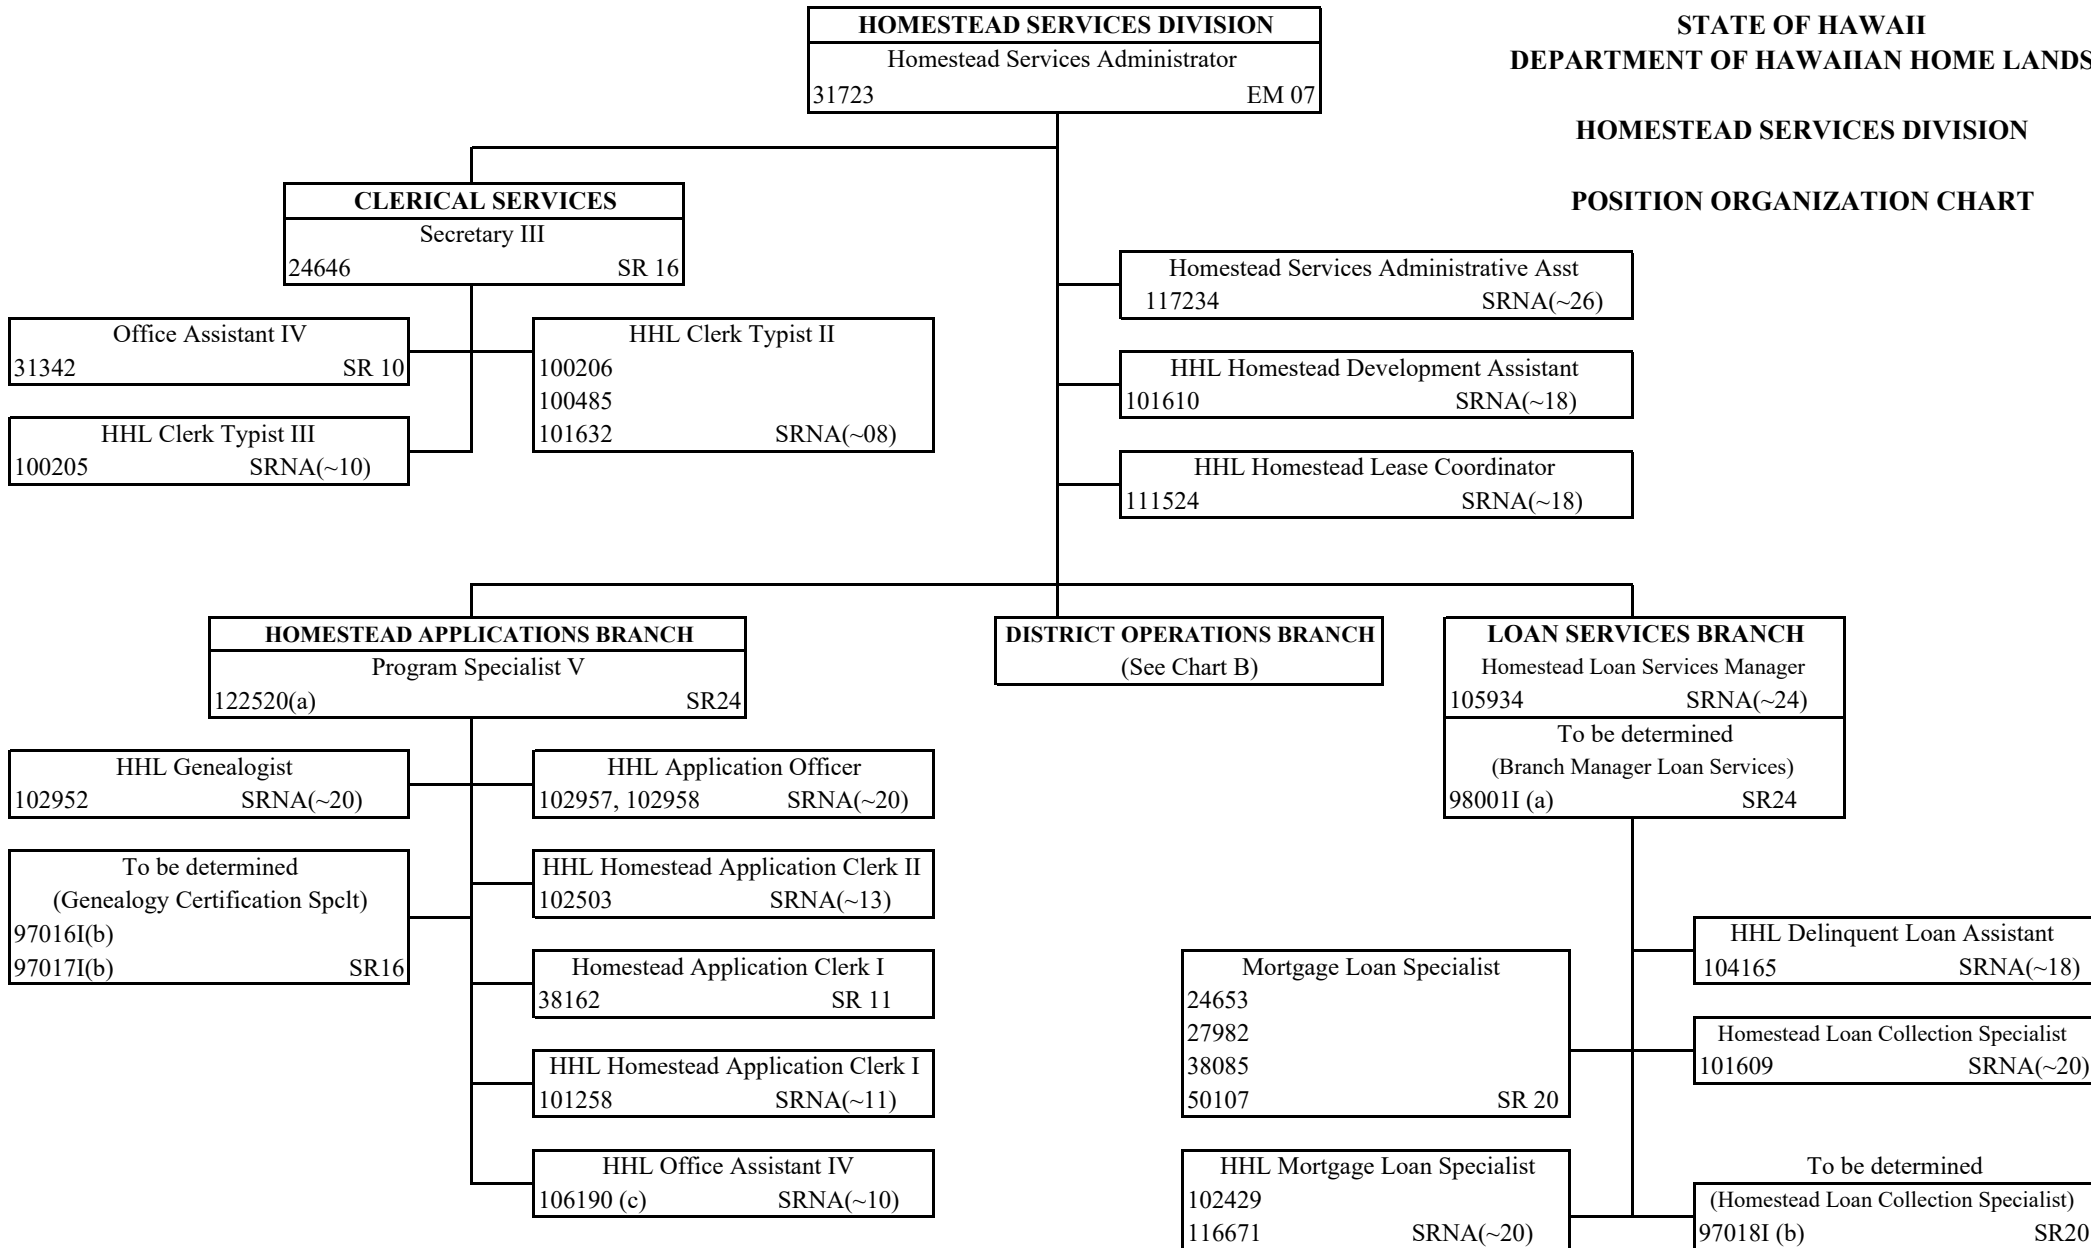 HOMESTEAD SERVICES DIVISION
Homestead Services Administrator
31723 EM 07
STATE OF HAWAII
DEPARTMENT OF HAWAIIAN HOME LANDS
HOMESTEAD SERVICES DIVISION
POSITION ORGANIZATION CHART
CLERICAL SERVICES
Secretary III
24646 SR 16
Office Assistant IV
31342 SR 10
HHL Clerk Typist III
100205 SRNA(~10)
HHL Clerk Typist II
100206
100485
101632 SRNA(~08)
Homestead Services Administrative Asst
117234 SRNA(~26)
HHL Homestead Development Assistant
101610 SRNA(~18)
HHL Homestead Lease Coordinator
111524 SRNA(~18)
HOMESTEAD APPLICATIONS BRANCH
Program Specialist V
122520(a) SR24
HHL Genealogist
102952 SRNA(~20)
To be determined
(Genealogy Certification Spclt)
97016I(b)
97017I(b) SR16
HHL Application Officer
102957, 102958 SRNA(~20)
HHL Homestead Application Clerk II
102503 SRNA(~13)
Homestead Application Clerk I
38162 SR 11
HHL Homestead Application Clerk I
101258 SRNA(~11)
HHL Office Assistant IV
106190 (c) SRNA(~10)
DISTRICT OPERATIONS BRANCH
(See Chart B)
LOAN SERVICES BRANCH
Homestead Loan Services Manager
105934 SRNA(~24)
To be determined
(Branch Manager Loan Services)
98001I (a) SR24
Mortgage Loan Specialist
24653
27982
38085
50107 SR 20
HHL Mortgage Loan Specialist
102429
116671 SRNA(~20)
HHL Delinquent Loan Assistant
104165 SRNA(~18)
Homestead Loan Collection Specialist
101609 SRNA(~20)
To be determined
(Homestead Loan Collection Specialist)
97018I (b) SR20